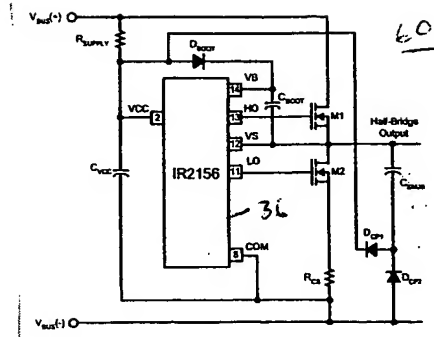 VBUS(+)
RSUPPLY
DBOOT
60
VB
14
CBOOT
VCC
2
HO
13
M1
VS
12
Half-Bridge
Output
LO
11
M2
IR2156
CVCC
CSNUB
36
DCP1
COM
8
RCS
DCP2
VBUS(-)